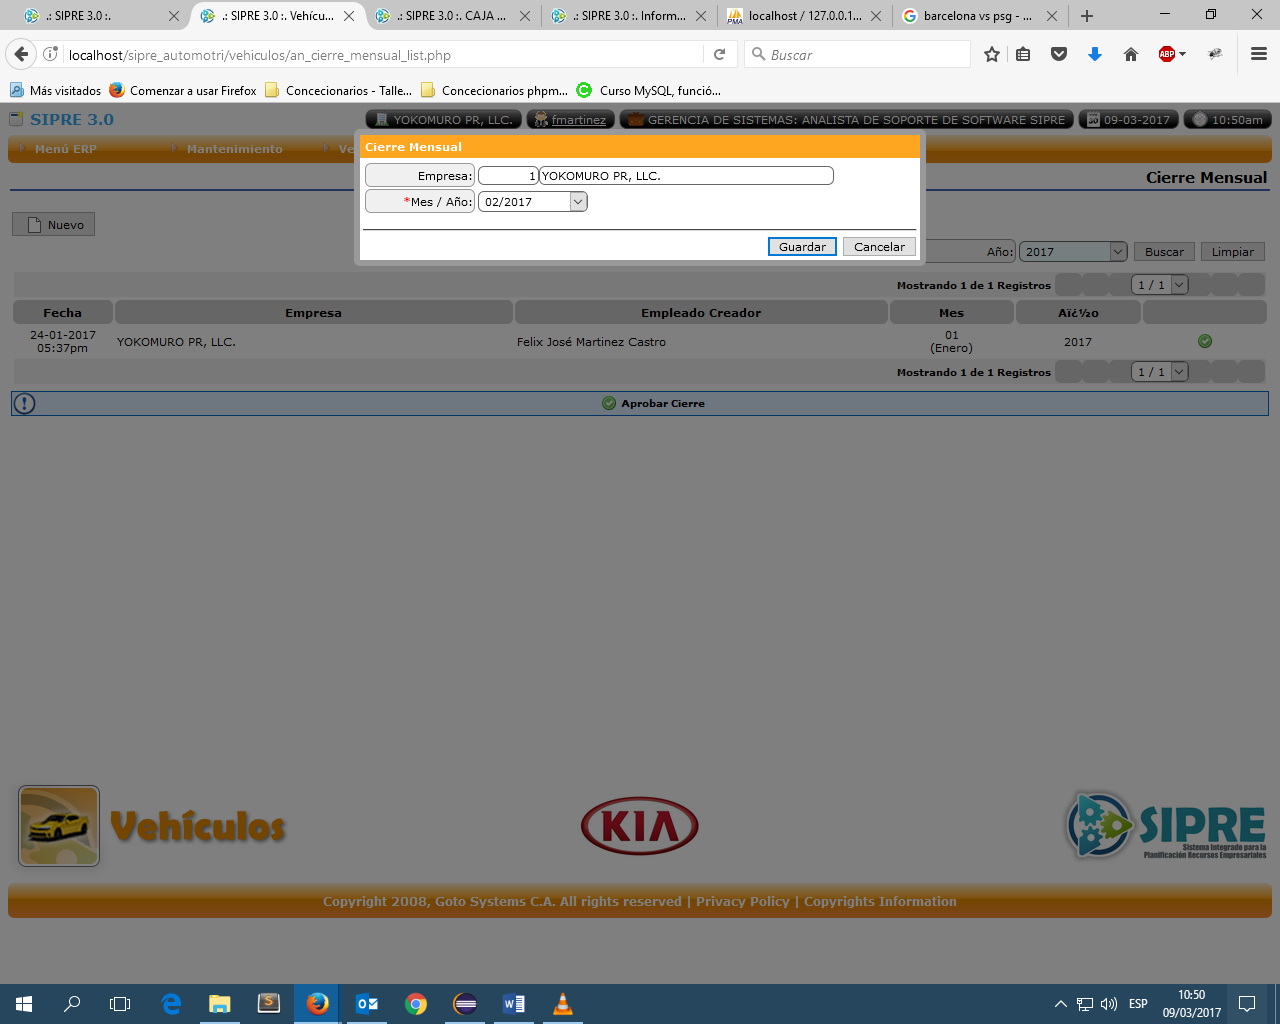 .: SIPRE 3.0 :.
.: SIPRE 3.0 :. Vehícu...
.: SIPRE 3.0 :. CAJA ...
.: SIPRE 3.0 :. Inform...
localhost / 127.0.0.1...
barcelona vs psg - ...
localhost/sipre_automotri/vehiculos/an_cierre_mensual_list.php
Buscar
ABP
Más visitados
Comenzar a usar Firefox
Concecionarios - Talle...
Concecionarios phpm...
Curso MySQL, funció...
SIPRE 3.0
YOKOMURO PR, LLC.
fmartinez
GERENCIA DE SISTEMAS: ANALISTA DE SOPORTE DE SOFTWARE SIPRE
09-03-2017
10:50am
Menú ERP
Mantenimiento
Ve
Cierre Mensual
Cierre Mensual
Empresa:
1
YOKOMURO PR, LLC.
*Mes / Año:
02/2017
Guardar
Cancelar
Nuevo
Año:
2017
Buscar
Limpiar
Mostrando 1 de 1 Registros
1 / 1
Fecha
Empresa
Empleado Creador
Mes
Aï¿½o
24-01-2017
05:37pm
YOKOMURO PR, LLC.
Felix José Martinez Castro
01
(Enero)
2017
Mostrando 1 de 1 Registros
1 / 1
Aprobar Cierre
Vehículos
KIA
SIPRE
Sistema Integrado para la
Planificación Recursos Empresariales
Copyright 2008, Goto Systems C.A. All rights reserved | Privacy Policy | Copyrights Information
ESP
10:50
09/03/2017